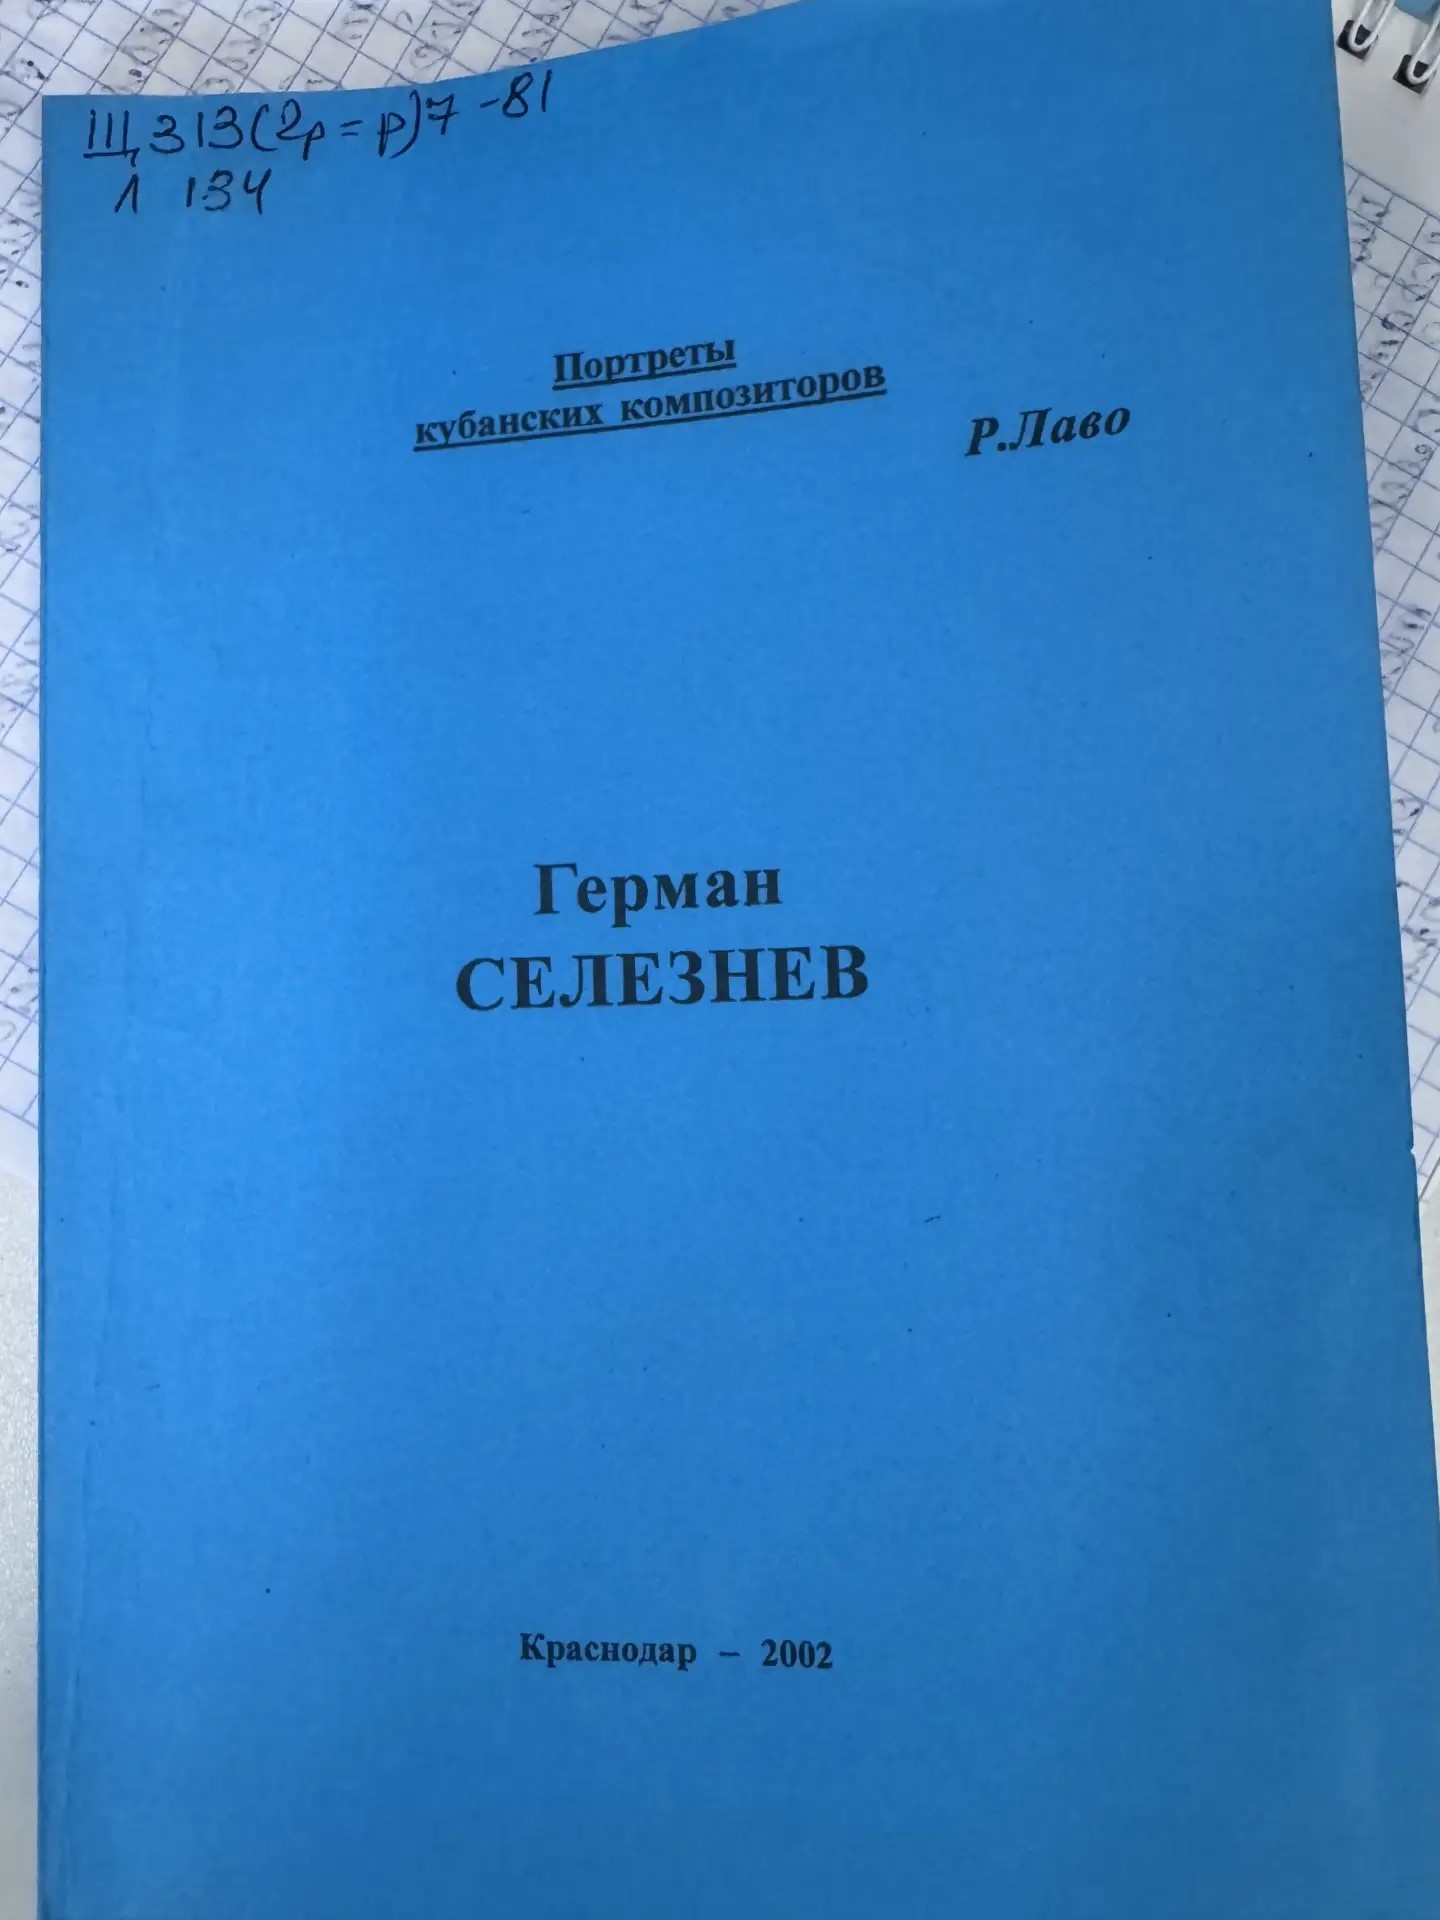 Щ313(2р=р)7-81
Л 134
Портреты
кубанских композиторов
Р.Лаво
Герман
СЕЛЕЗНЕВ
Краснодар – 2002